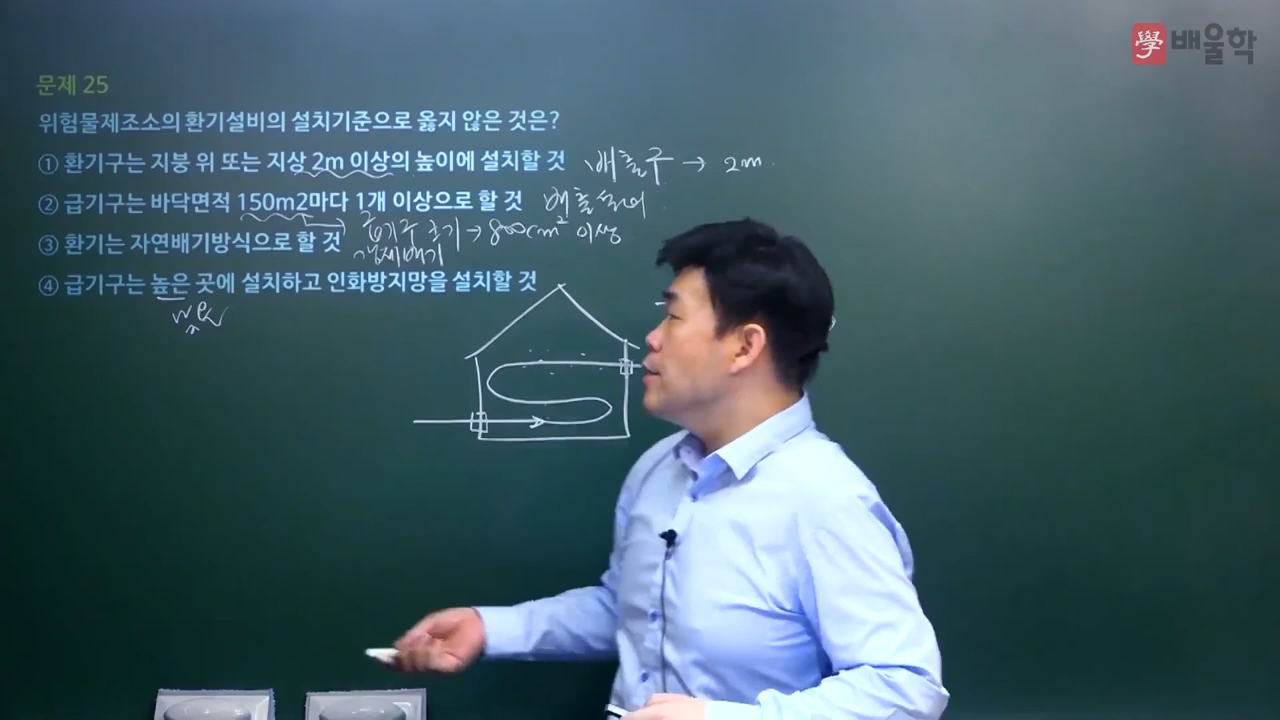 學 배울학
문제 25
위험물제조소의 환기설비의 설치기준으로 옳지 않은 것은?
① 환기구는 지붕 위 또는 지상 2m 이상의 높이에 설치할 것 배출구 → 2m
② 급기구는 바닥면적 150m2마다 1개 이상으로 할 것 배출설비
급기구 크기 → 800cm² 이상
③ 환기는 자연배기방식으로 할 것 강제배기
④ 급기구는 높은 곳에 설치하고 인화방지망을 설치할 것